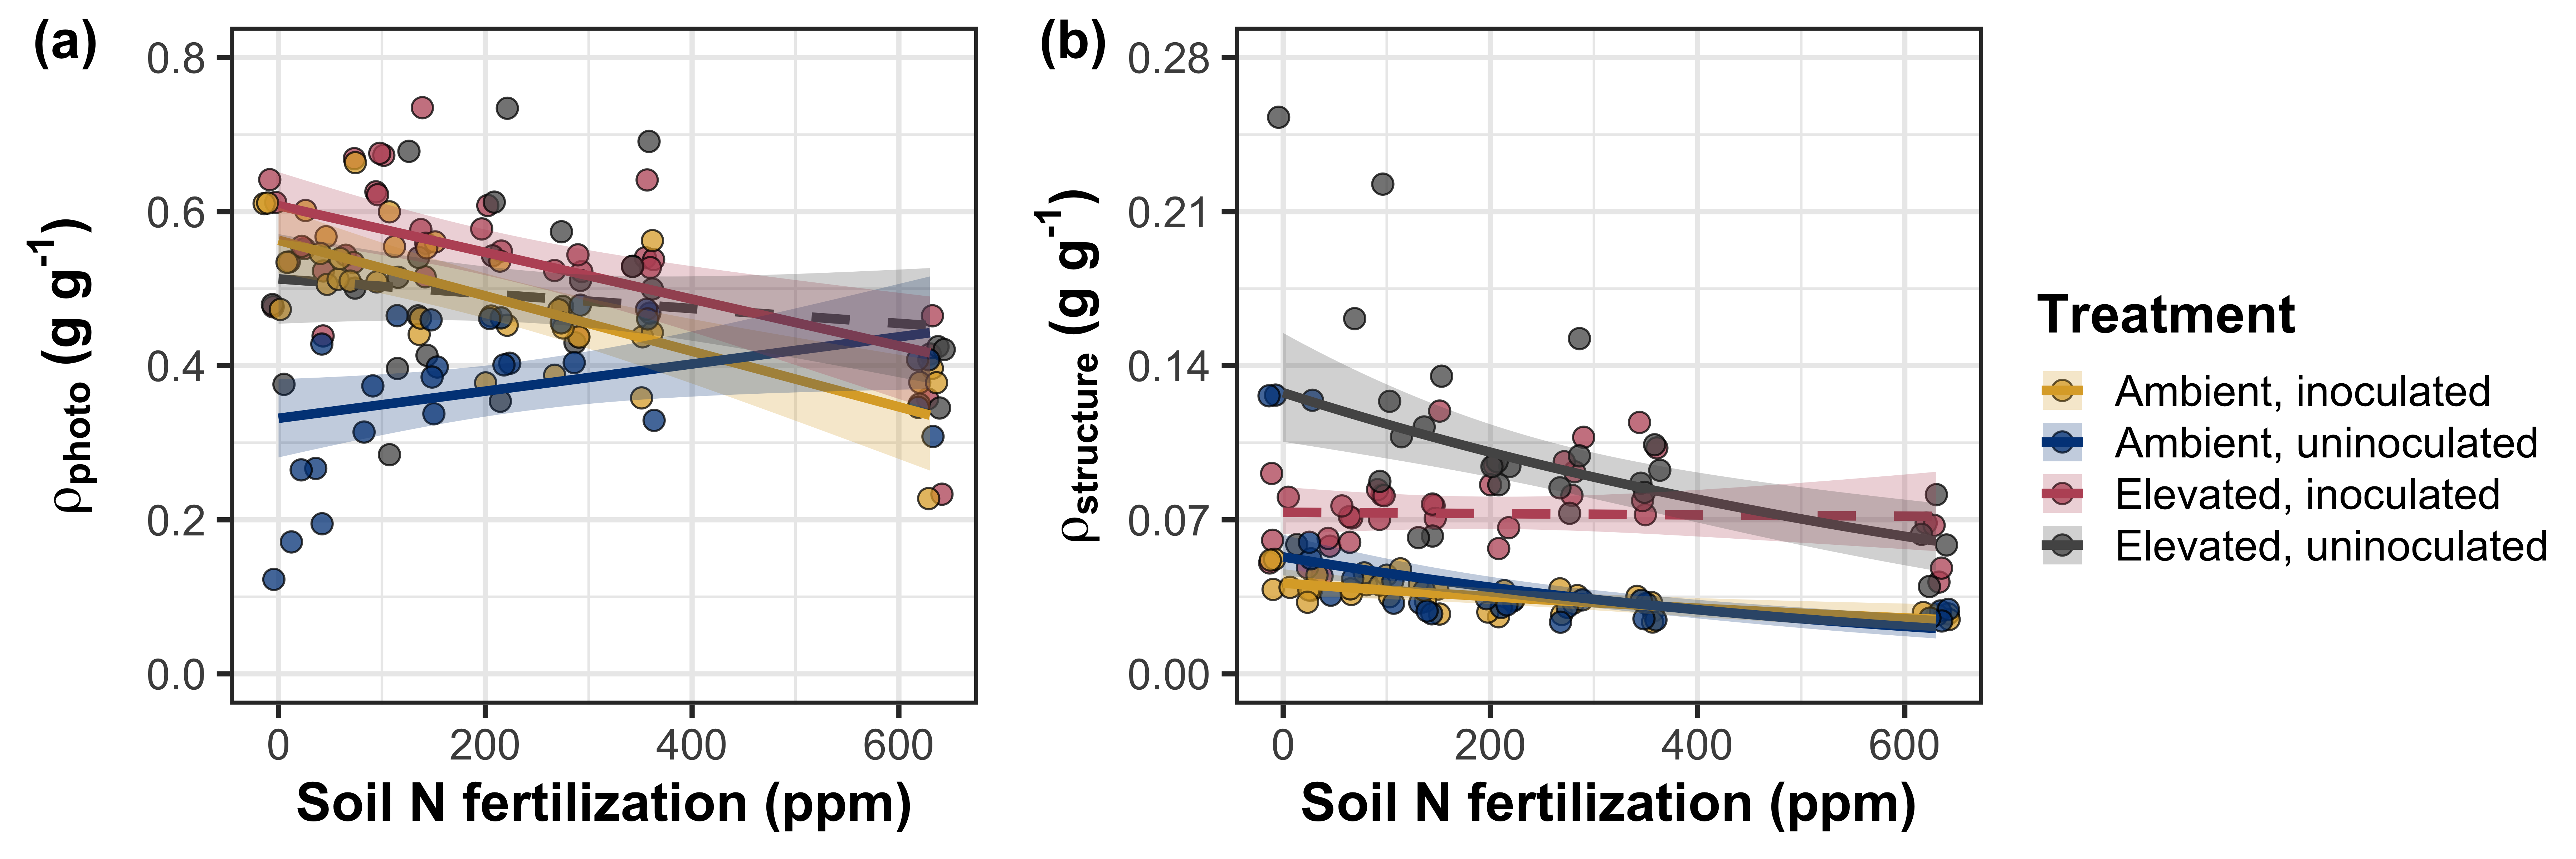 (a)
0.8
0.6
0.4
0.2
0.0
ρphoto (g g-1)
0 200 400 600
Soil N fertilization (ppm)
(b)
0.28
0.21
0.14
0.07
0.00
ρstructure (g g-1)
0 200 400 600
Soil N fertilization (ppm)
Treatment
Ambient, inoculated
Ambient, uninoculated
Elevated, inoculated
Elevated, uninoculated